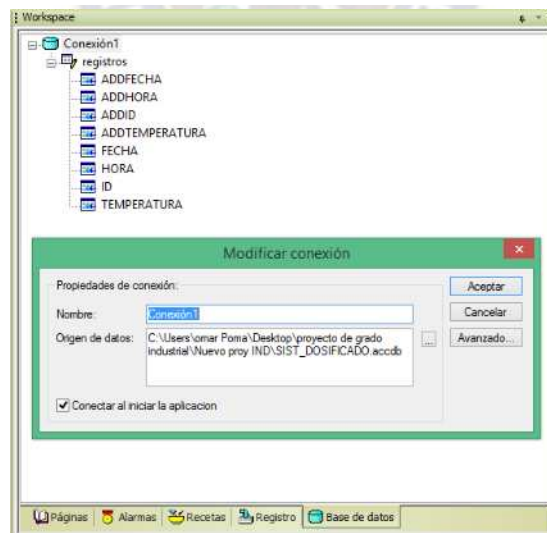 Workspace
Conexión1
registros
ADDFECHA
ADDHORA
ADDID
ADDTEMPERATURA
FECHA
HORA
ID
TEMPERATURA
Modificar conexión
Propiedades de conexión:
Aceptar
Nombre: Conexión1 Cancelar
Origen de datos: C:\Users\omar Poma\Desktop\proyecto de grado ... Avanzado...
industrial\Nuevo proy IND\SIST_DOSIFICADO.accdb
Conectar al iniciar la aplicacion
Páginas Alarmas Recetas Registro Base de datos